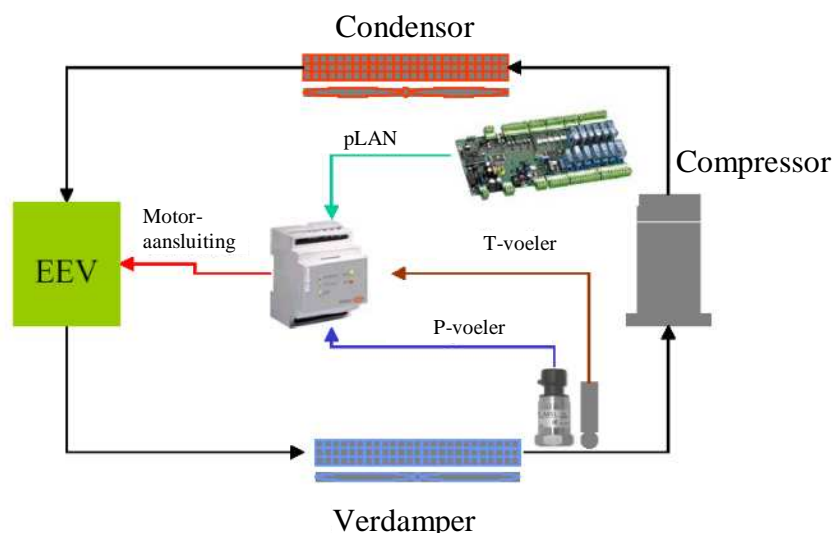 Condensor
pLAN
Compressor
Motor-
aansluiting
T-voeler
EEV
P-voeler
Verdamper